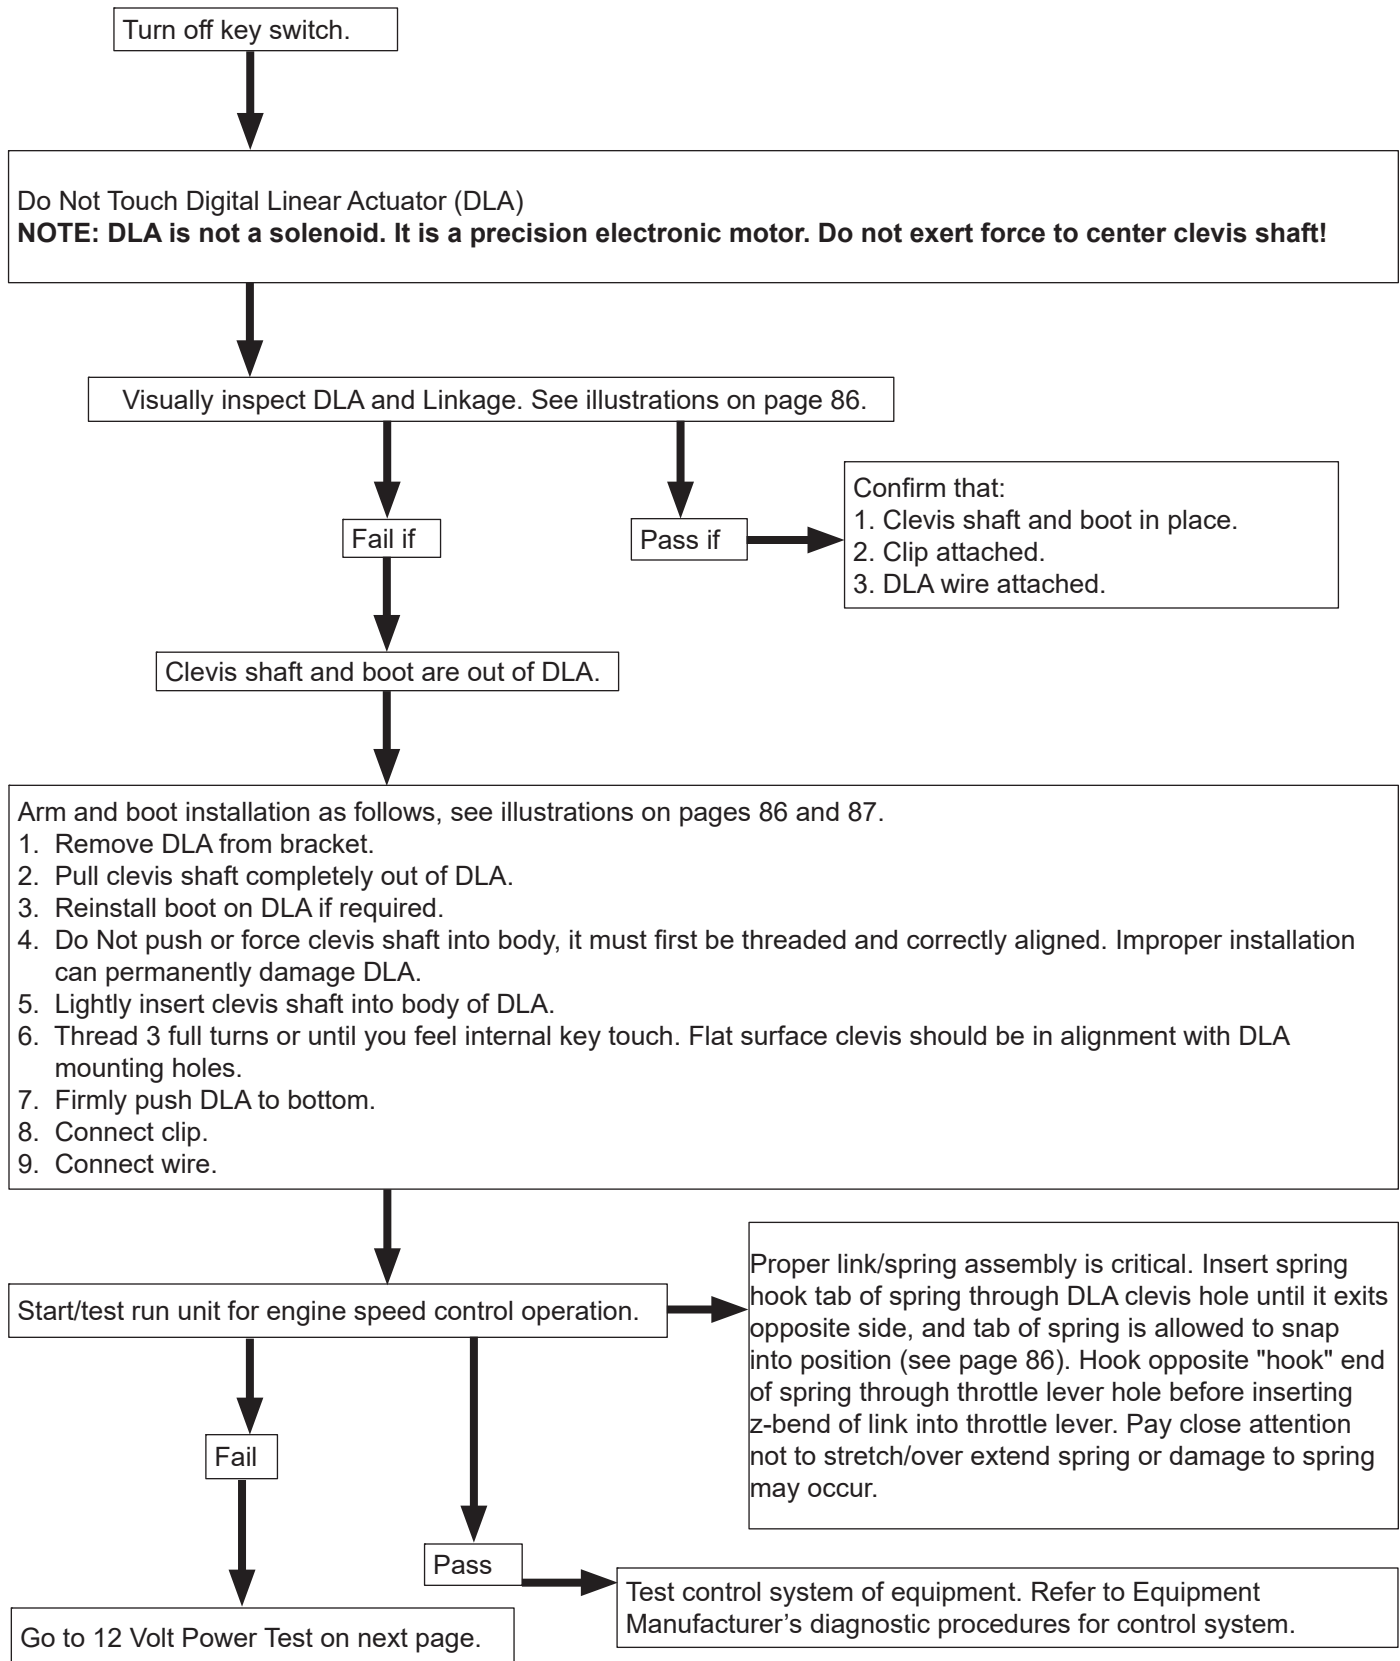 Turn off key switch.
Do Not Touch Digital Linear Actuator (DLA)
NOTE: DLA is not a solenoid. It is a precision electronic motor. Do not exert force to center clevis shaft!
Visually inspect DLA and Linkage. See illustrations on page 86.
Fail if
Pass if
Confirm that:
1. Clevis shaft and boot in place.
2. Clip attached.
3. DLA wire attached.
Clevis shaft and boot are out of DLA.
Arm and boot installation as follows, see illustrations on pages 86 and 87.
1. Remove DLA from bracket.
2. Pull clevis shaft completely out of DLA.
3. Reinstall boot on DLA if required.
4. Do Not push or force clevis shaft into body, it must first be threaded and correctly aligned. Improper installation
can permanently damage DLA.
5. Lightly insert clevis shaft into body of DLA.
6. Thread 3 full turns or until you feel internal key touch. Flat surface clevis should be in alignment with DLA
mounting holes.
7. Firmly push DLA to bottom.
8. Connect clip.
9. Connect wire.
Start/test run unit for engine speed control operation.
Proper link/spring assembly is critical. Insert spring
hook tab of spring through DLA clevis hole until it exits
opposite side, and tab of spring is allowed to snap
into position (see page 86). Hook opposite "hook" end
of spring through throttle lever hole before inserting
z-bend of link into throttle lever. Pay close attention
not to stretch/over extend spring or damage to spring
may occur.
Fail
Pass
Test control system of equipment. Refer to Equipment
Manufacturer’s diagnostic procedures for control system.
Go to 12 Volt Power Test on next page.